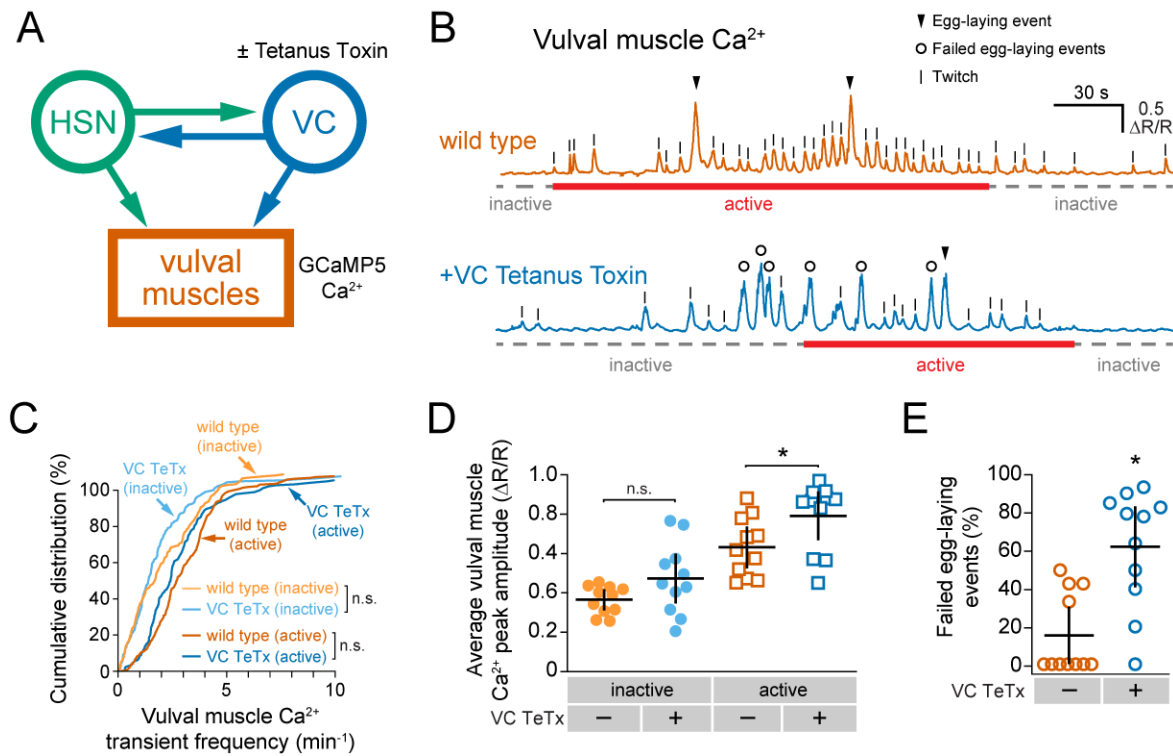 A
± Tetanus Toxin
HSN
VC
vulval
muscles
GCaMP5
Ca²⁺
B
Vulval muscle Ca²⁺
Egg-laying event
Failed egg-laying events
Twitch
30 s
0.5
ΔR/R
wild type
inactive
active
inactive
+VC Tetanus Toxin
inactive
active
inactive
C
Cumulative distribution (%)
100
80
60
40
20
0
wild type
(inactive)
VC TeTx
(inactive)
VC TeTx
(active)
wild type
(active)
wild type (inactive)
VC TeTx (inactive)
n.s.
wild type (active)
VC TeTx (active)
n.s.
0
5
10
Vulval muscle Ca²⁺
transient frequency (min⁻¹)
D
Average vulval muscle
Ca²⁺ peak amplitude (ΔR/R)
1.0
0.8
0.4
0.6
0.2
0
n.s.
*
inactive
active
VC TeTx
− + − +
E
Failed egg-laying
events (%)
100
80
60
40
20
0
*
VC TeTx
− +